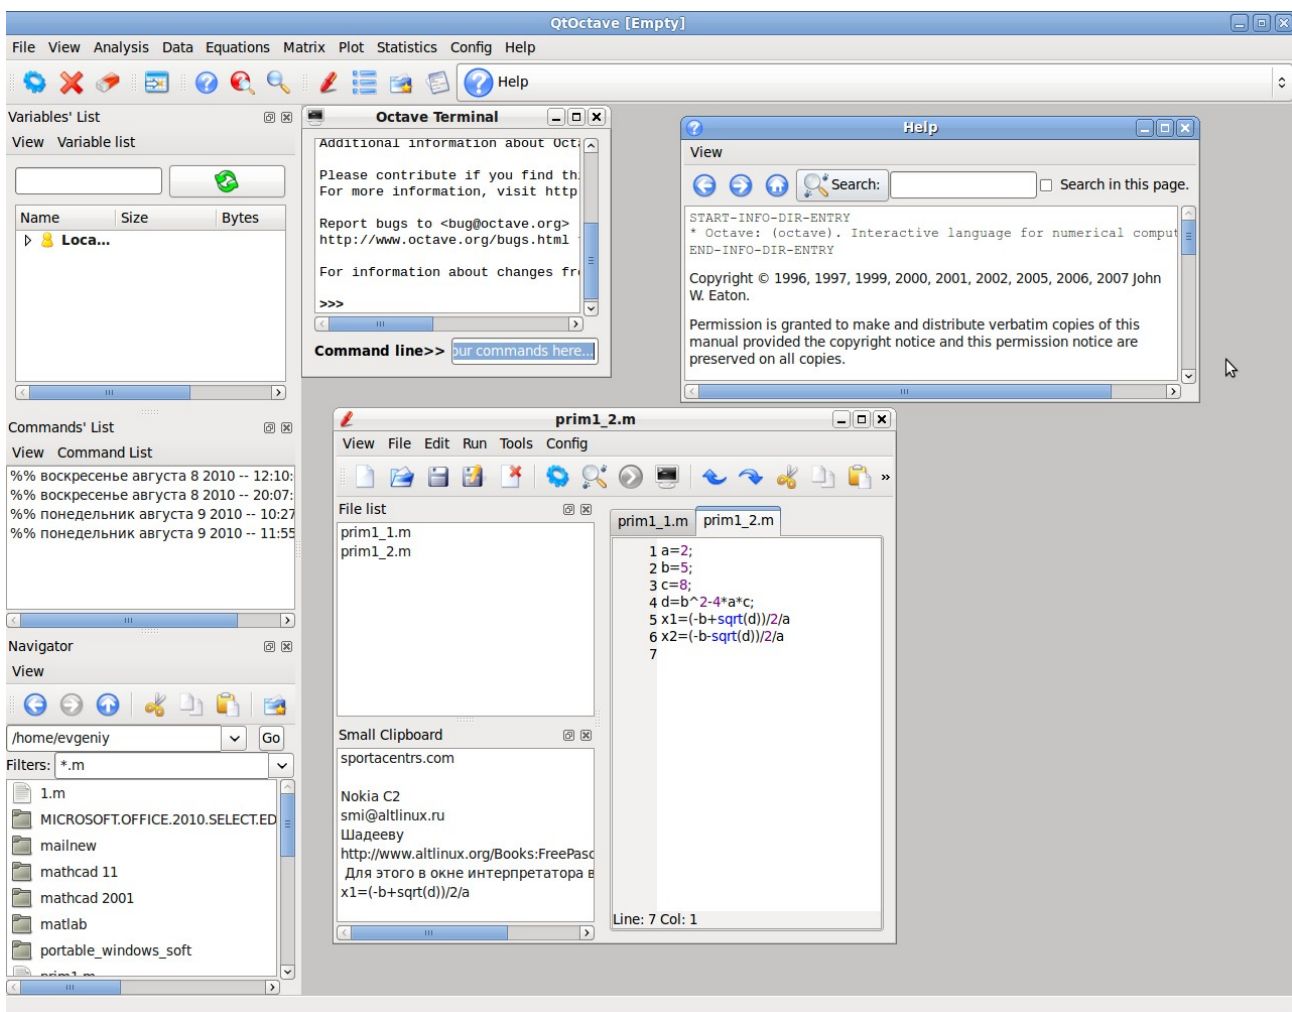 QtOctave [Empty]
File View Analysis Data Equations Matrix Plot Statistics Config Help
Help
Variables' List
View Variable list
Name Size Bytes
Loca...
Commands' List
View Command List
%% воскресенье августа 8 2010 -- 12:10:
%% воскресенье августа 8 2010 -- 20:07:
%% понедельник августа 9 2010 -- 10:27
%% понедельник августа 9 2010 -- 11:55
Navigator
View
/home/evgeniy Go
Filters: *.m
1.m
MICROSOFT.OFFICE.2010.SELECT.ED
mailnew
mathcad 11
mathcad 2001
matlab
portable_windows_soft
prim1.m
Octave Terminal
Additional information about Octa
Please contribute if you find th
For more information, visit http
Report bugs to <bug@octave.org>
http://www.octave.org/bugs.html
For information about changes fr
>>>
Command line>> our commands here...
Help
View
Search: Search in this page.
START-INFO-DIR-ENTRY
* Octave: (octave). Interactive language for numerical comput
END-INFO-DIR-ENTRY
Copyright © 1996, 1997, 1999, 2000, 2001, 2002, 2005, 2006, 2007 John
W. Eaton.
Permission is granted to make and distribute verbatim copies of this
manual provided the copyright notice and this permission notice are
preserved on all copies.
prim1_2.m
View File Edit Run Tools Config
»
File list
prim1_1.m
prim1_2.m
Small Clipboard
sportacentrs.com
Nokia C2
smi@altlinux.ru
Шадееву
http://www.altlinux.org/Books:FreePasc
Для этого в окне интерпретатора в
x1=(-b+sqrt(d))/2/a
prim1_1.m prim1_2.m
1 a=2;
2 b=5;
3 c=8;
4 d=b^2-4*a*c;
5 x1=(-b+sqrt(d))/2/a
6 x2=(-b-sqrt(d))/2/a
7
Line: 7 Col: 1